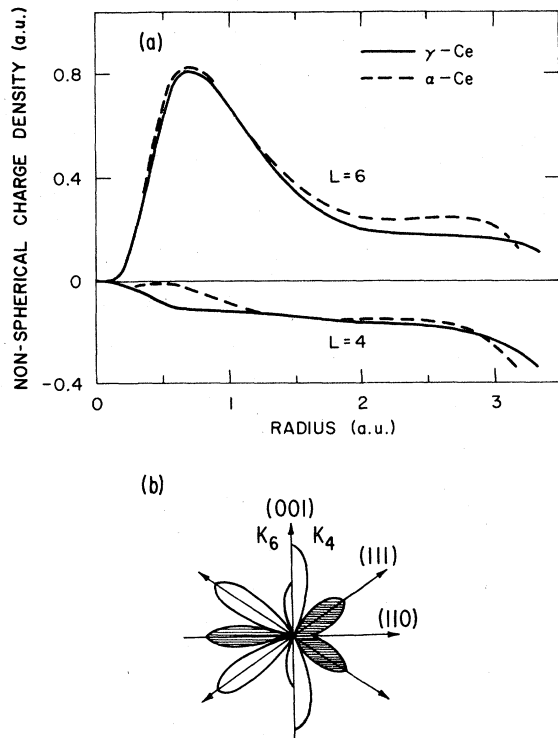 NON-SPHERICAL CHARGE DENSITY (a.u.)
(a)
γ-Ce
α-Ce
0.8
0.4
0
-0.4
L=6
L=4
0 1 2 3
RADIUS (a.u.)
(b)
(001)
K6 K4
(111)
(110)